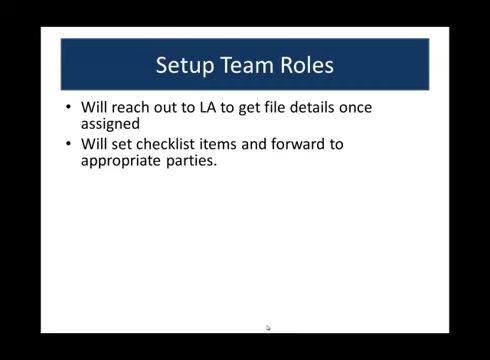 Setup Team Roles
• Will reach out to LA to get file details once
assigned
• Will set checklist items and forward to
appropriate parties.